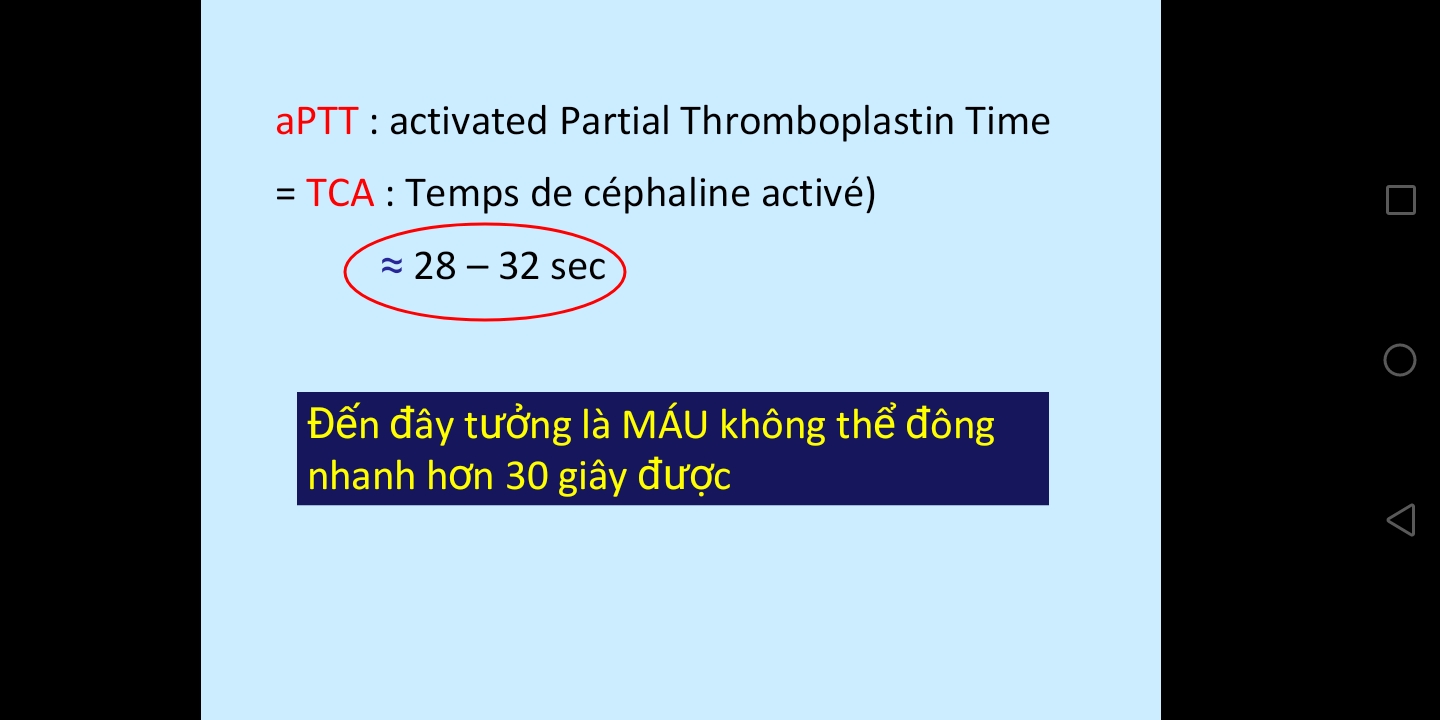 aPTT : activated Partial Thromboplastin Time
= TCA : Temps de céphaline activé)
≈ 28 – 32 sec
Đến đây tưởng là MÁU không thể đông
nhanh hơn 30 giây được